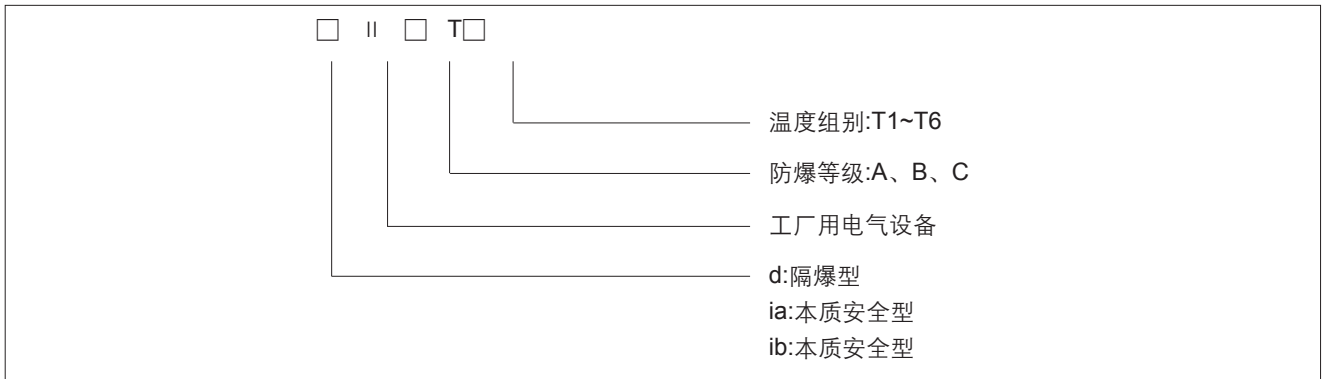 □ Ⅱ □ T□
温度组别:T1~T6
防爆等级:A、B、C
工厂用电气设备
d:隔爆型
ia:本质安全型
ib:本质安全型